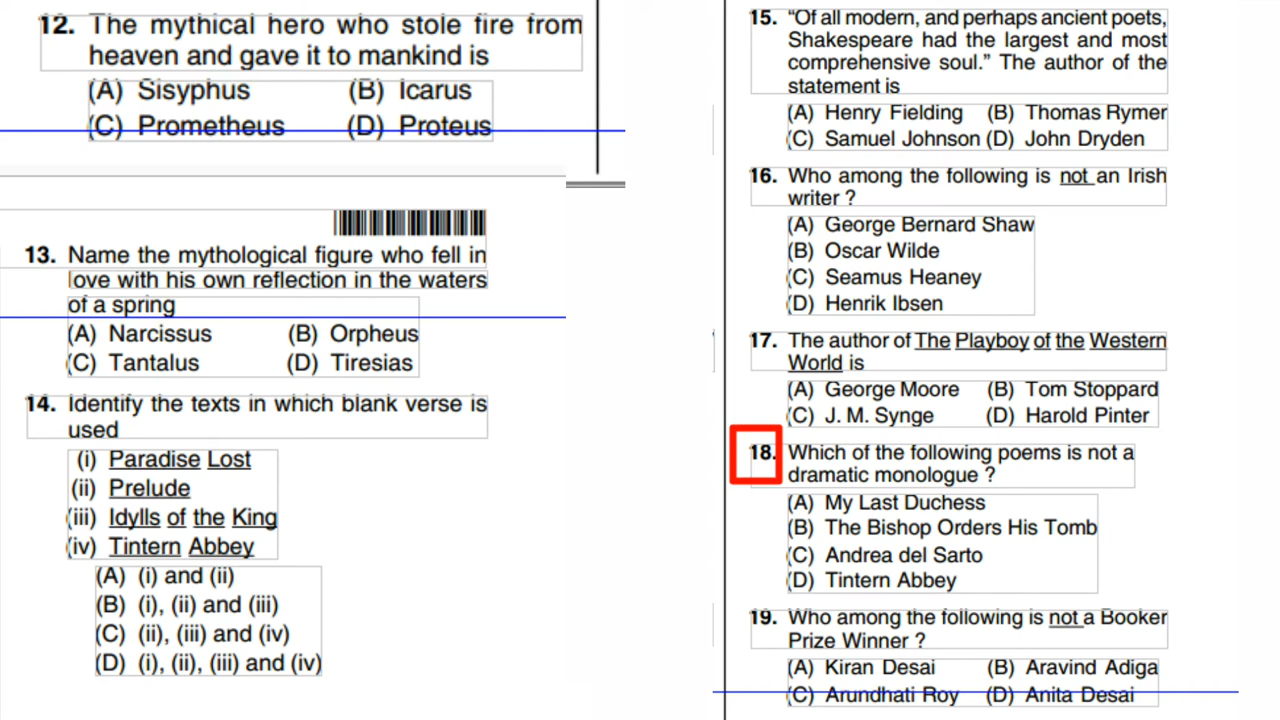 12. The mythical hero who stole fire from
heaven and gave it to mankind is
(A) Sisyphus (B) Icarus
(C) Prometheus (D) Proteus
13. Name the mythological figure who fell in
love with his own reflection in the waters
of a spring
(A) Narcissus (B) Orpheus
(C) Tantalus (D) Tiresias
14. Identify the texts in which blank verse is
used
(i) Paradise Lost
(ii) Prelude
(iii) Idylls of the King
(iv) Tintern Abbey
(A) (i) and (ii)
(B) (i), (ii) and (iii)
(C) (ii), (iii) and (iv)
(D) (i), (ii), (iii) and (iv)
15. “Of all modern, and perhaps ancient poets,
Shakespeare had the largest and most
comprehensive soul.” The author of the
statement is
(A) Henry Fielding (B) Thomas Rymer
(C) Samuel Johnson (D) John Dryden
16. Who among the following is not an Irish
writer ?
(A) George Bernard Shaw
(B) Oscar Wilde
(C) Seamus Heaney
(D) Henrik Ibsen
17. The author of The Playboy of the Western
World is
(A) George Moore (B) Tom Stoppard
(C) J. M. Synge (D) Harold Pinter
18. Which of the following poems is not a
dramatic monologue ?
(A) My Last Duchess
(B) The Bishop Orders His Tomb
(C) Andrea del Sarto
(D) Tintern Abbey
19. Who among the following is not a Booker
Prize Winner ?
(A) Kiran Desai (B) Aravind Adiga
(C) Arundhati Roy (D) Anita Desai